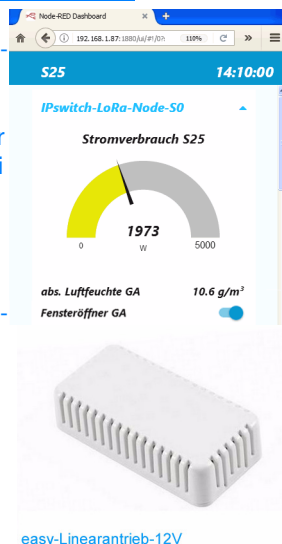 Node-RED Dashboard
192.168.1.87:1880/ui/#!/0?:
110%
S25
14:10:00
IPswitch-LoRa-Node-S0
Stromverbrauch S25
1973
0
W
5000
abs. Luftfeuchte GA
10.6 g/m³
Fensteröffner GA
easy-Linearantrieb-12V